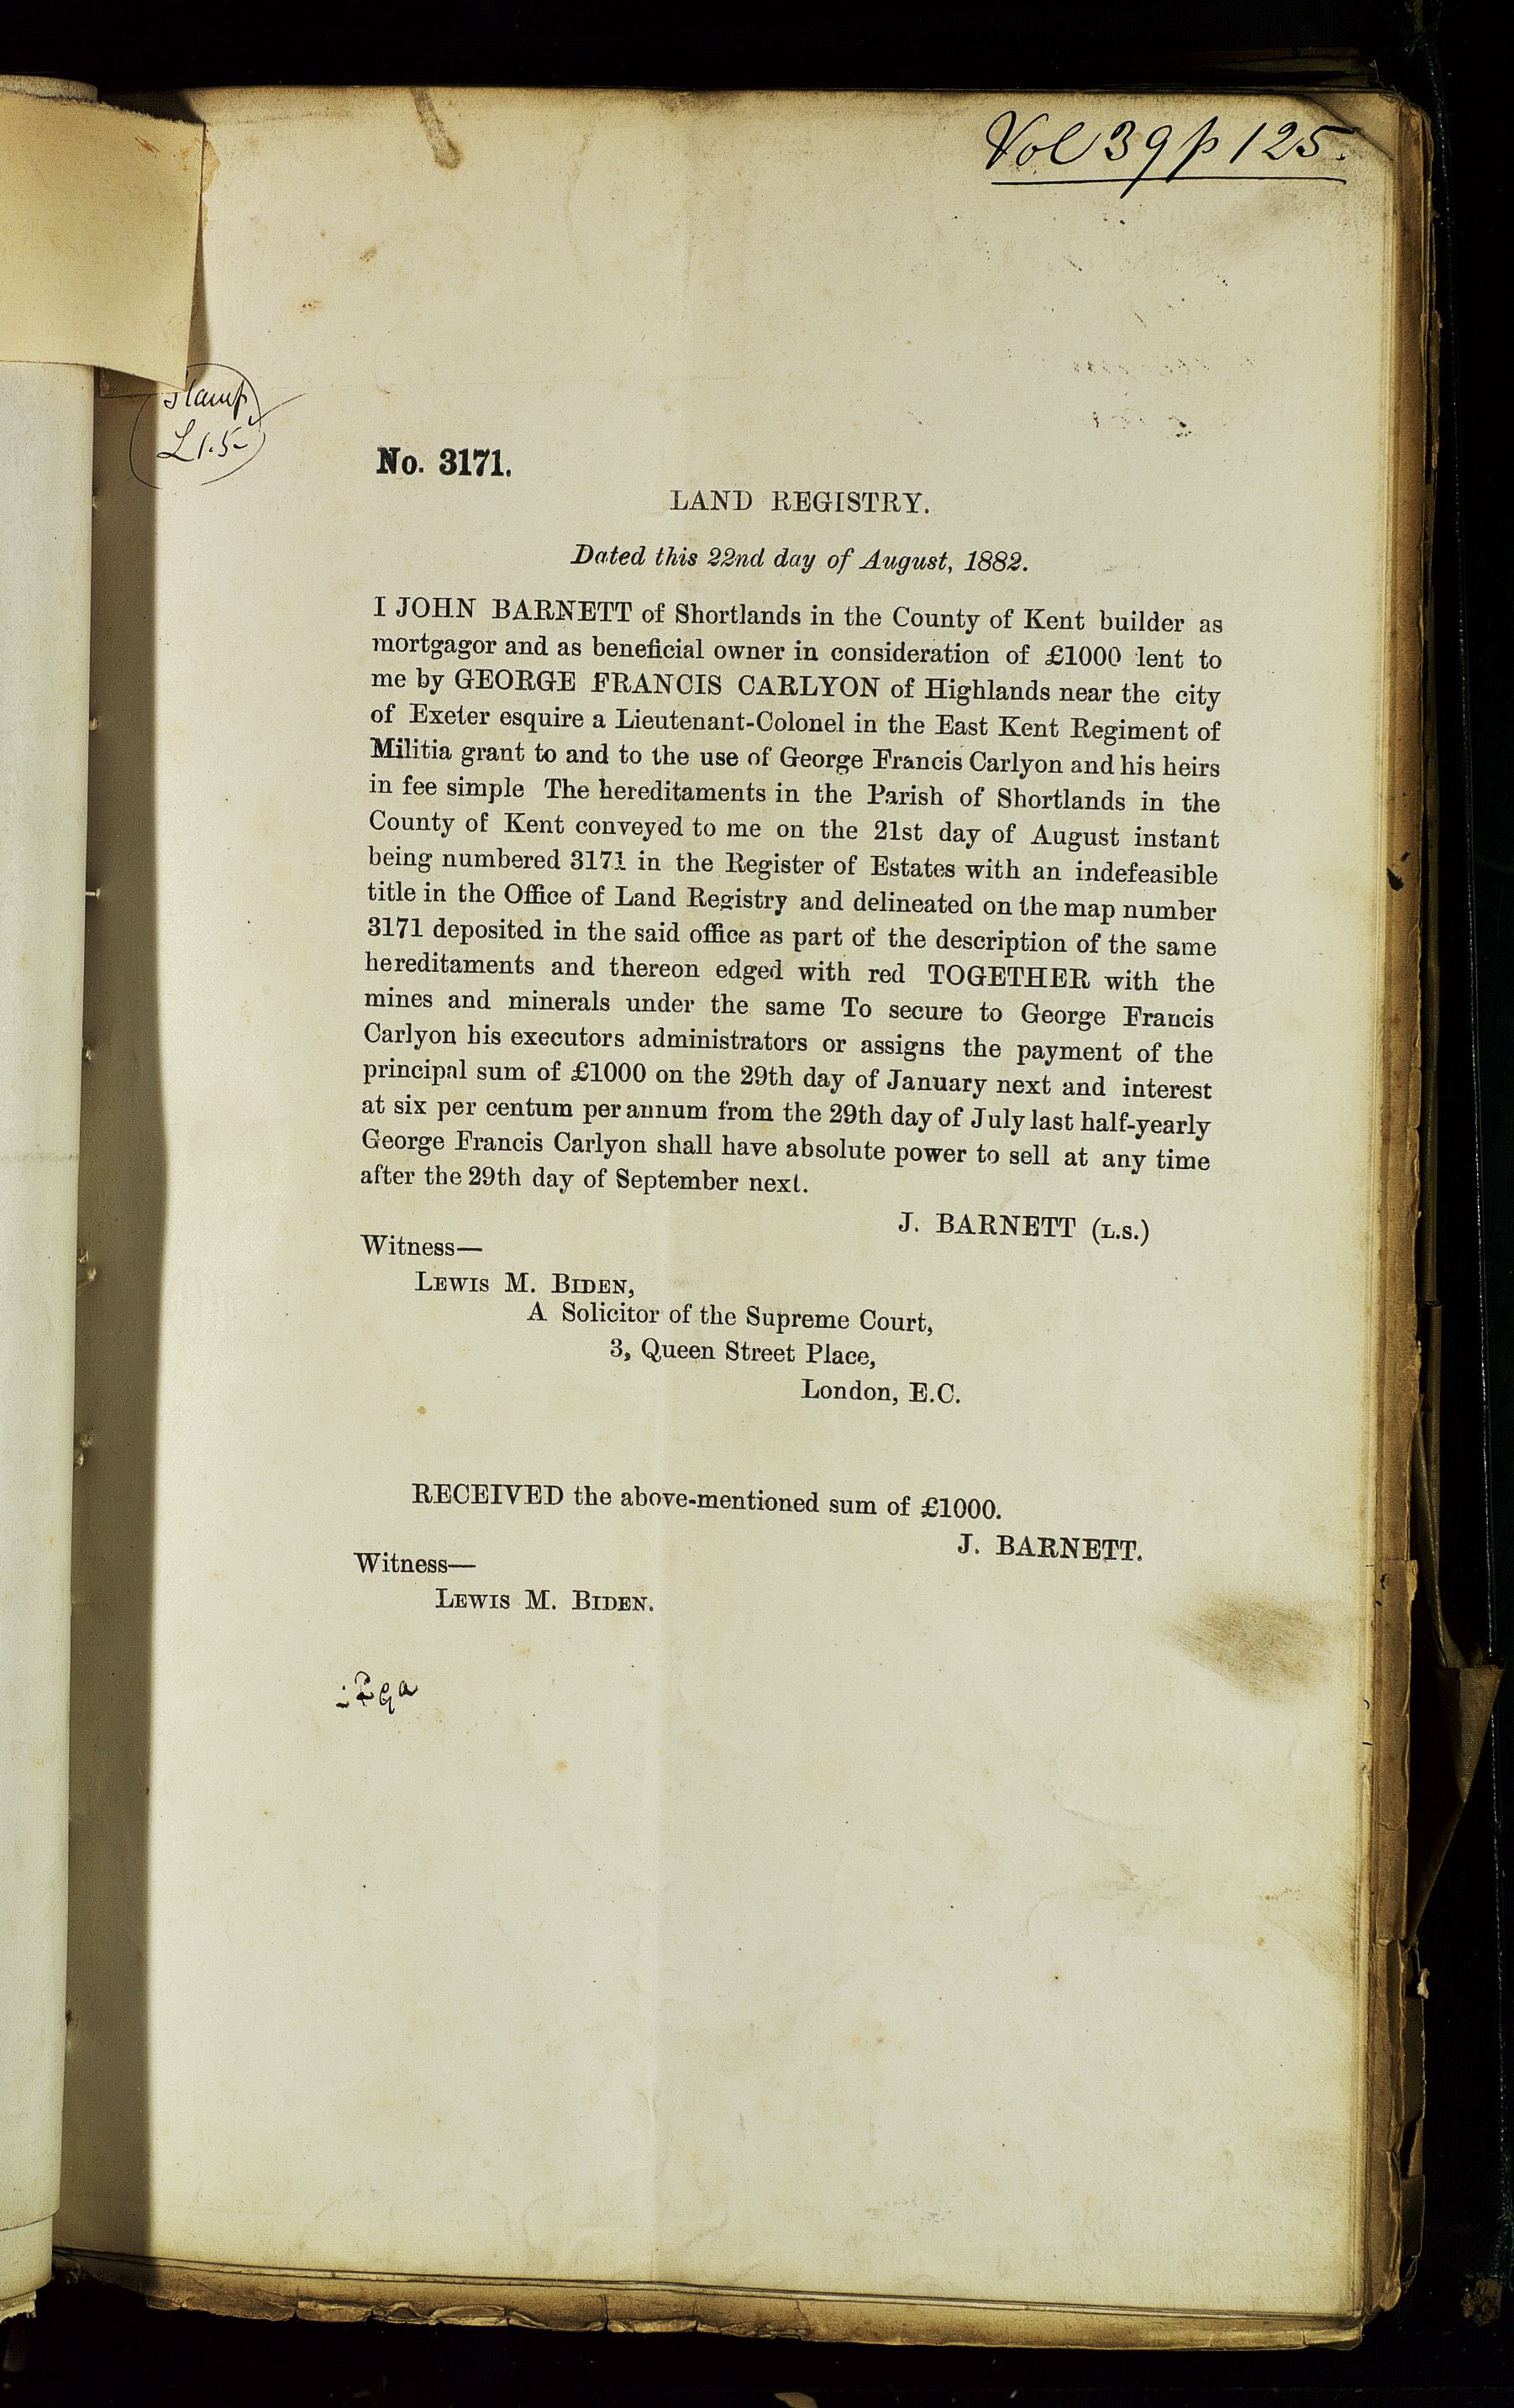 Vol 39 p 125.
Stamp
£1.5-
No. 3171.
LAND REGISTRY.
Dated this 22nd day of August, 1882.
I JOHN BARNETT of Shortlands in the County of Kent builder as
mortgagor and as beneficial owner in consideration of £1000 lent to
me by GEORGE FRANCIS CARLYON of Highlands near the city
of Exeter esquire a Lieutenant-Colonel in the East Kent Regiment of
Militia grant to and to the use of George Francis Carlyon and his heirs
in fee simple The hereditaments in the Parish of Shortlands in the
County of Kent conveyed to me on the 21st day of August instant
being numbered 3171 in the Register of Estates with an indefeasible
title in the Office of Land Registry and delineated on the map number
3171 deposited in the said office as part of the description of the same
hereditaments and thereon edged with red TOGETHER with the
mines and minerals under the same To secure to George Francis
Carlyon his executors administrators or assigns the payment of the
principal sum of £1000 on the 29th day of January next and interest
at six per centum per annum from the 29th day of July last half-yearly
George Francis Carlyon shall have absolute power to sell at any time
after the 29th day of September next.
J. BARNETT (L.S.)
Witness—
LEWIS M. BIDEN,
A Solicitor of the Supreme Court,
3, Queen Street Place,
London, E.C.
RECEIVED the above-mentioned sum of £1000.
J. BARNETT.
Witness—
LEWIS M. BIDEN.